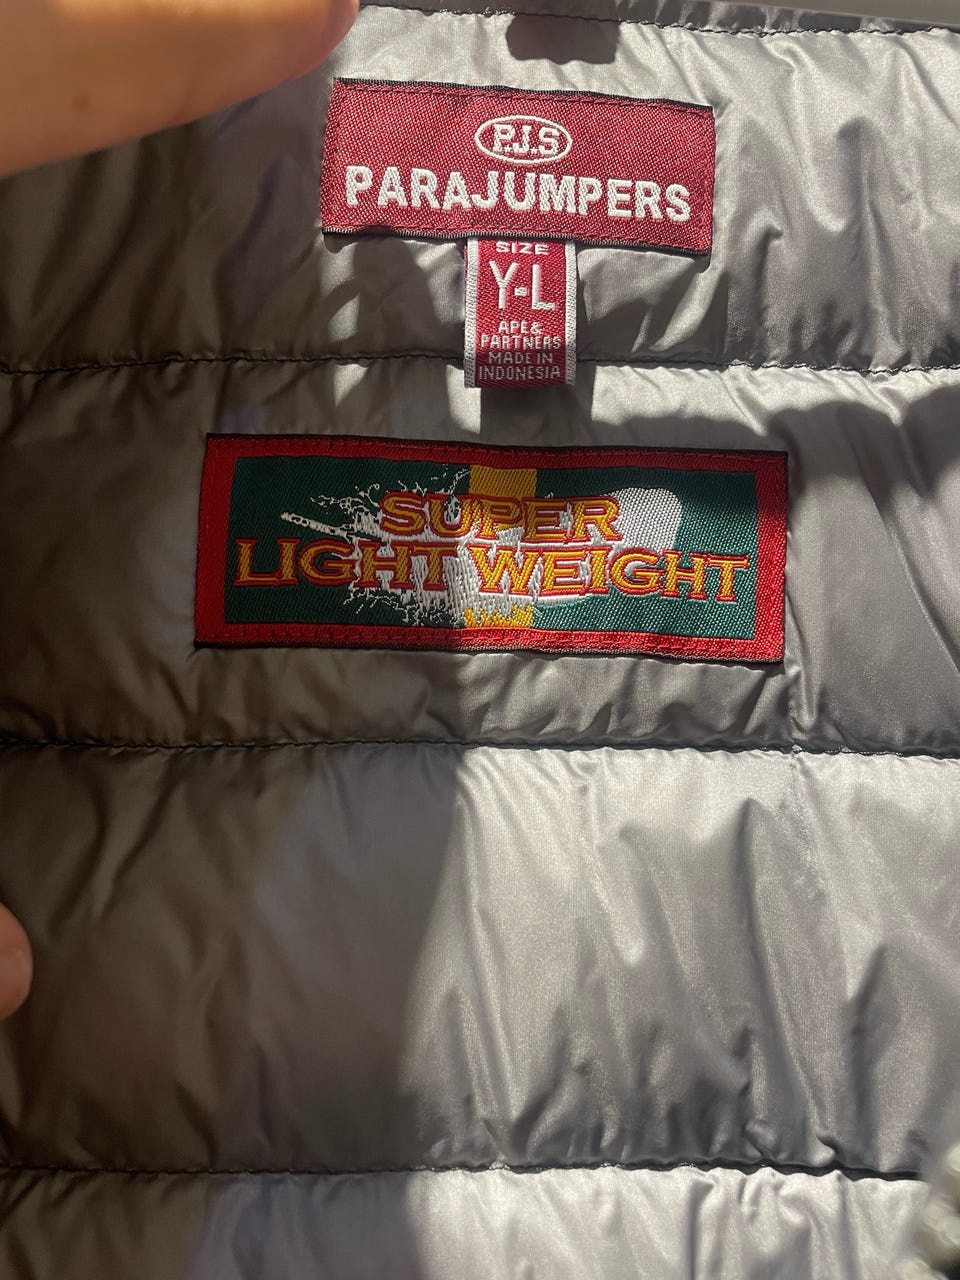 P.J.S
PARAJUMPERS
SIZE
Y-L
APE&
PARTNERS
MADE IN
INDONESIA
SUPER
LIGHT WEIGHT